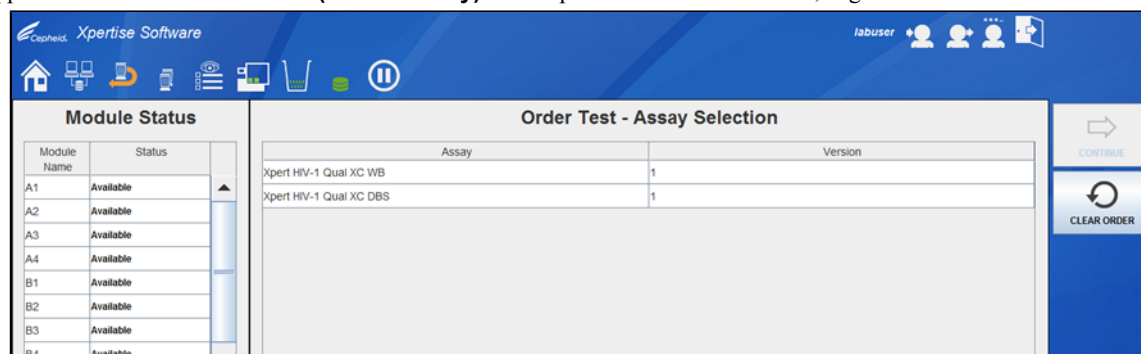 Cepheid. Xpertise Software
labuser
Module Status
Order Test - Assay Selection
Module Name Status
Assay Version
A1 Available
Xpert HIV-1 Qual XC WB 1
A2 Available
Xpert HIV-1 Qual XC DBS 1
A3 Available
A4 Available
B1 Available
B2 Available
B3 Available
CONTINUE
CLEAR ORDER